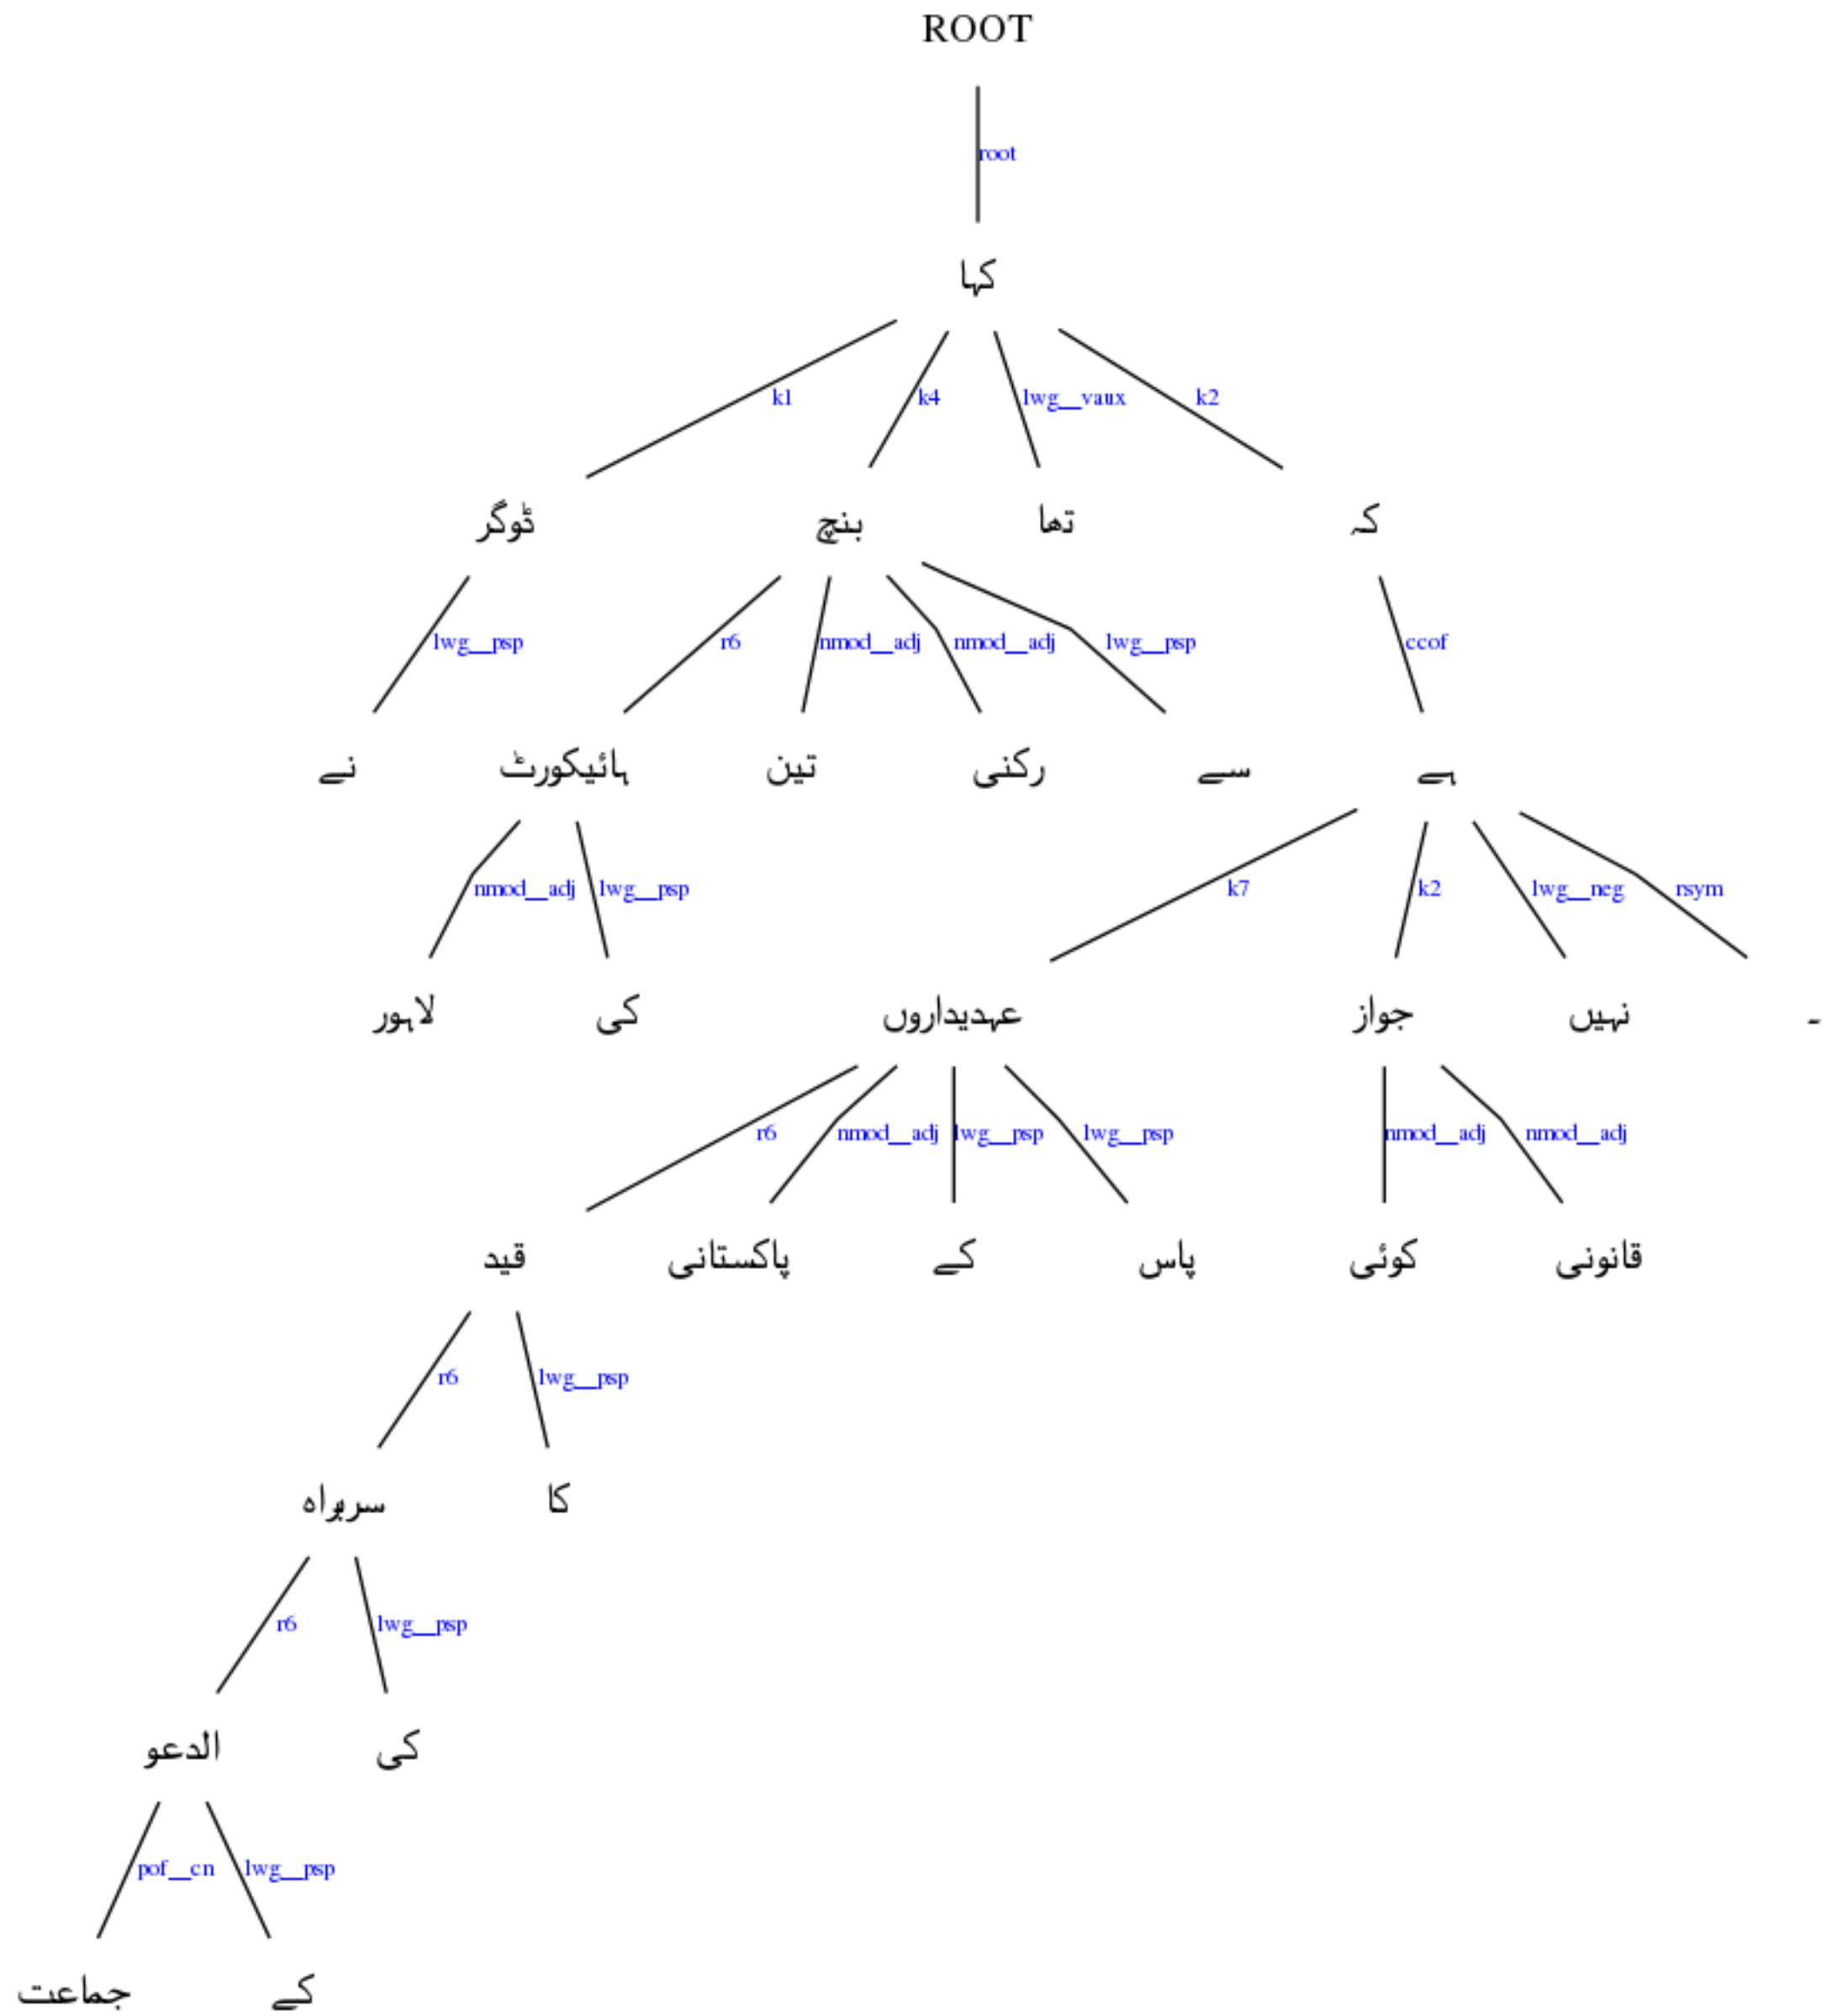 ROOT
root
کہا
k1 k4 lwg__vaux k2
ڈوگر بنچ تھا کہ
lwg__psp r6 nmod__adj nmod__adj lwg__psp ccof
نے ہائیکورٹ تین رکنی سے ہے
nmod__adj lwg__psp k7 k2 lwg__neg rsym
لاہور کی عہدیداروں جواز نہیں ۔
r6 nmod__adj lwg__psp lwg__psp nmod__adj nmod__adj
قید پاکستانی کے پاس کوئی قانونی
r6 lwg__psp
سربراہ کا
r6 lwg__psp
الدعو کی
pof__cn lwg__psp
جماعت کے